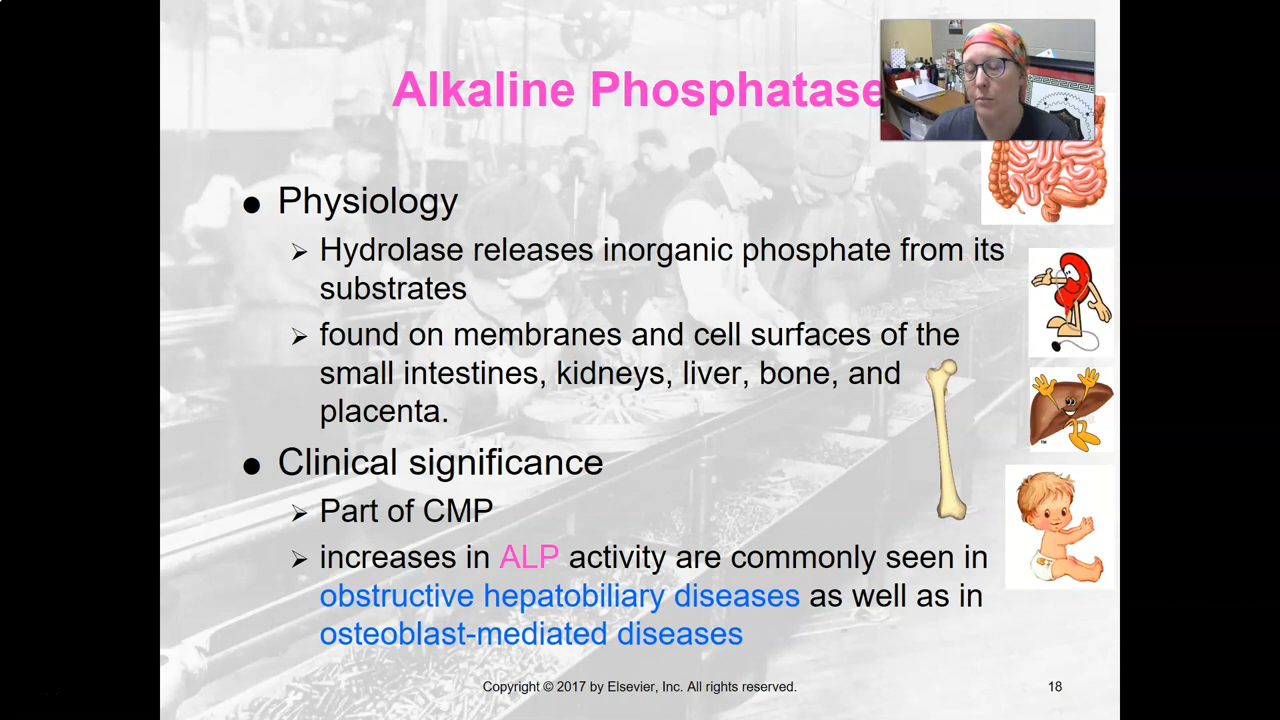 Alkaline Phosphatase
● Physiology
➢ Hydrolase releases inorganic phosphate from its
substrates
➢ found on membranes and cell surfaces of the
small intestines, kidneys, liver, bone, and
placenta.
● Clinical significance
➢ Part of CMP
➢ increases in ALP activity are commonly seen in
obstructive hepatobiliary diseases as well as in
osteoblast-mediated diseases
Copyright © 2017 by Elsevier, Inc. All rights reserved.
18